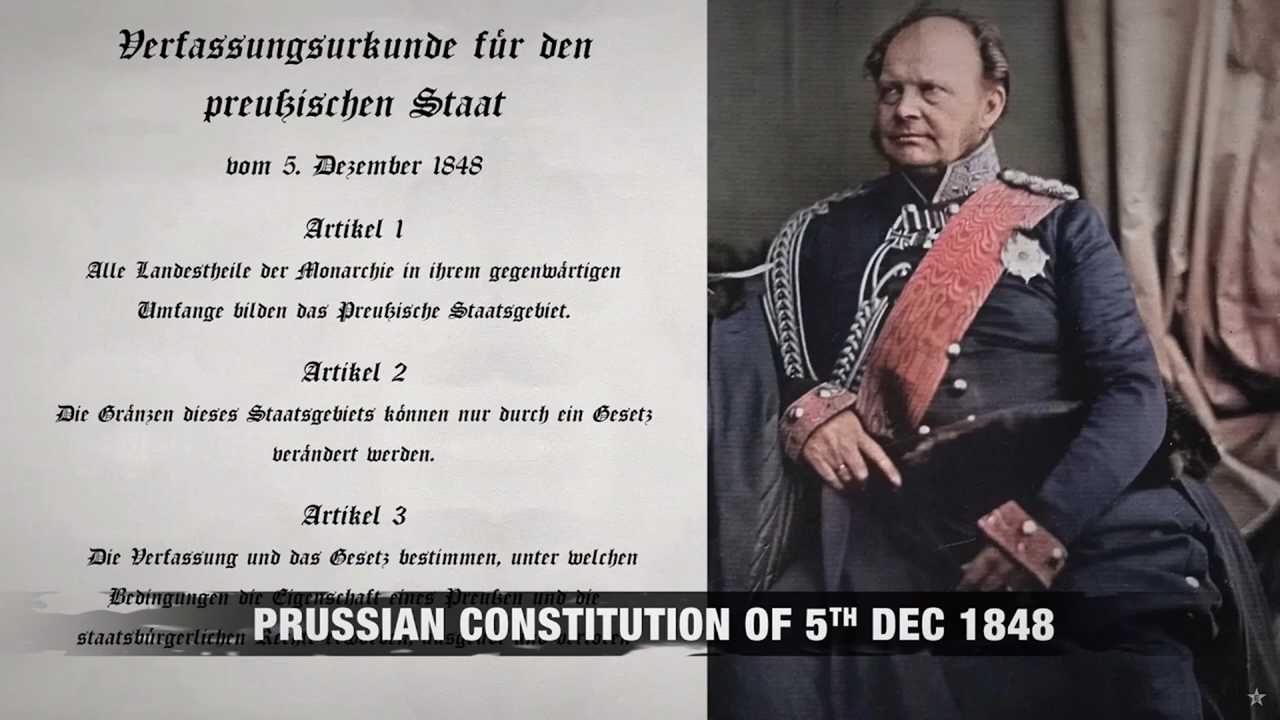 Verfassungsurkunde für den
preußischen Staat
vom 5. Dezember 1848
Artikel 1
Alle Landestheile der Monarchie in ihrem gegenwärtigen
Umfange bilden das Preußische Staatsgebiet.
Artikel 2
Die Gränzen dieses Staatsgebiets können nur durch ein Gesetz
verändert werden.
Artikel 3
Die Verfassung und das Gesetz bestimmen, unter welchen
Bedingungen die Eigenschaft eines Preußen und die
staatsbürgerlichen
PRUSSIAN CONSTITUTION OF 5TH DEC 1848